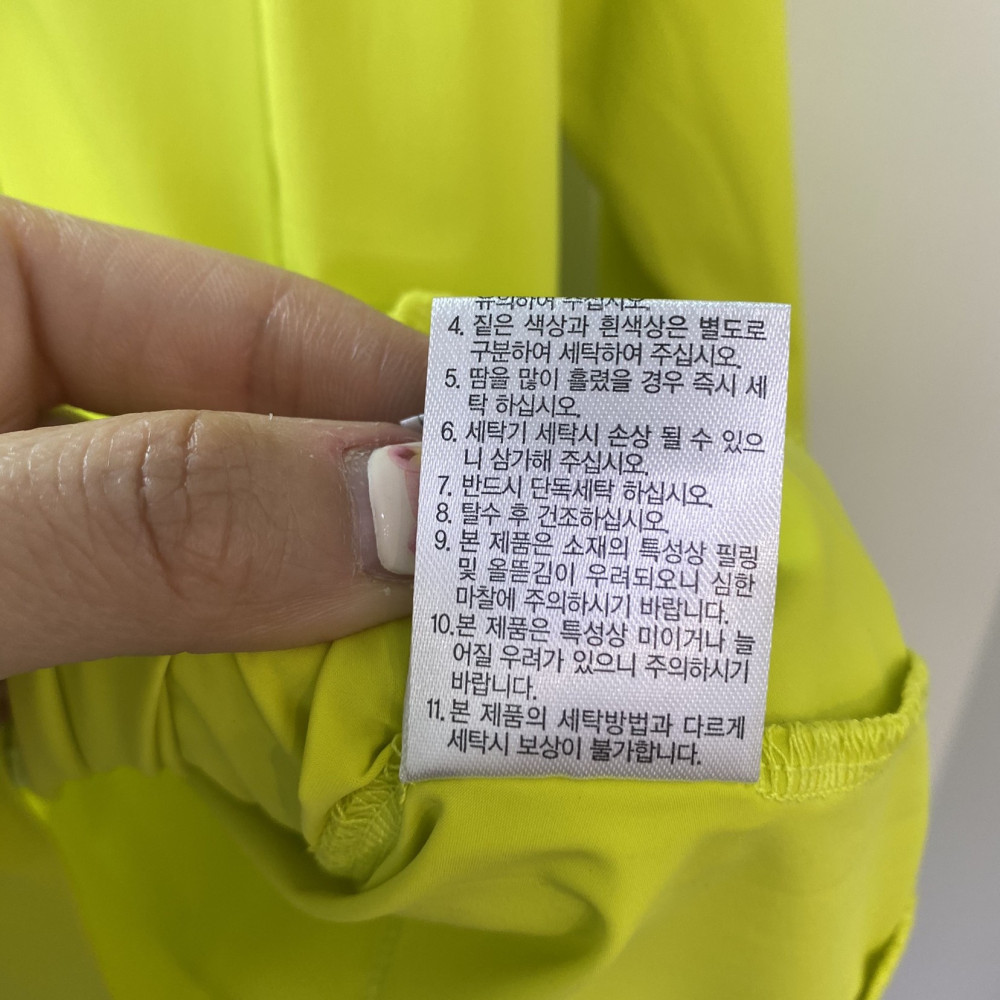 유의하여 주십시오.
4. 짙은 색상과 흰색상은 별도로
구분하여 세탁하여 주십시오.
5. 땀을 많이 흘렸을 경우 즉시 세
탁 하십시오.
6. 세탁기 세탁시 손상 될 수 있으
니 삼가해 주십시오.
7. 반드시 단독세탁 하십시오.
8. 탈수 후 건조하십시오.
9. 본 제품은 소재의 특성상 필링
및 올뜯김이 우려되오니 심한
마찰에 주의하시기 바랍니다.
10.본 제품은 특성상 미이거나 늘
어질 우려가 있으니 주의하시기
바랍니다.
11.본 제품의 세탁방법과 다르게
세탁시 보상이 불가합니다.